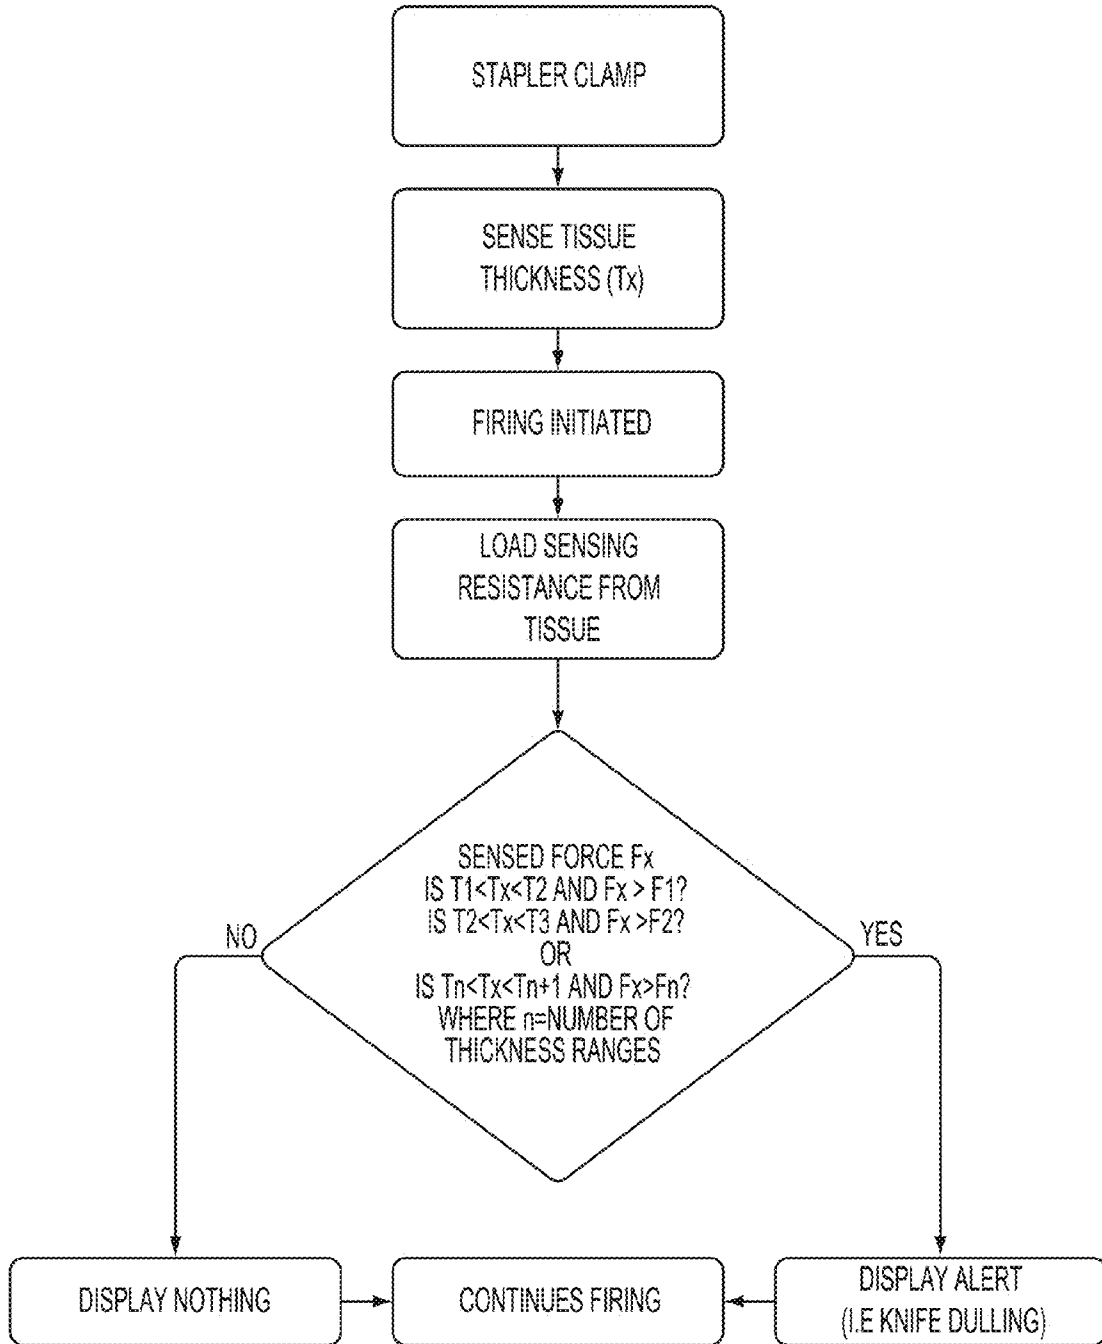 STAPLER CLAMP
SENSE TISSUE
THICKNESS (Tx)
FIRING INITIATED
LOAD SENSING
RESISTANCE FROM
TISSUE
SENSED FORCE Fx
IS T1<Tx<T2 AND Fx > F1?
IS T2<Tx<T3 AND Fx >F2?
OR
IS Tn<Tx<Tn+1 AND Fx>Fn?
WHERE n=NUMBER OF
THICKNESS RANGES
NO
YES
DISPLAY NOTHING
CONTINUES FIRING
DISPLAY ALERT
(I.E KNIFE DULLING)